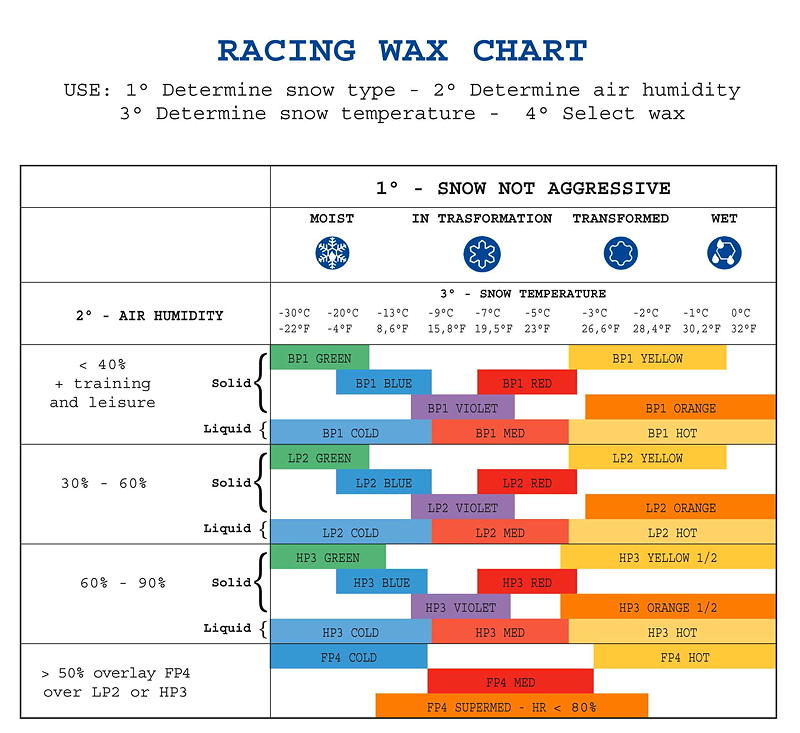 RACING WAX CHART
USE: 1° Determine snow type - 2° Determine air humidity
3° Determine snow temperature - 4° Select wax
1° - SNOW NOT AGGRESSIVE
MOIST IN TRASFORMATION TRANSFORMED WET
3° - SNOW TEMPERATURE
2° - AIR HUMIDITY
-30°C -20°C -13°C -9°C -7°C -5°C -3°C -2°C -1°C 0°C
-22°F -4°F 8,6°F 15,8°F 19,5°F 23°F 26,6°F 28,4°F 30,2°F 32°F
< 40%
+ training
and leisure
Solid
BP1 GREEN BP1 YELLOW
BP1 BLUE BP1 RED
BP1 VIOLET BP1 ORANGE
Liquid { BP1 COLD BP1 MED BP1 HOT
30% - 60%
Solid
LP2 GREEN LP2 YELLOW
LP2 BLUE LP2 RED
LP2 VIOLET LP2 ORANGE
Liquid { LP2 COLD LP2 MED LP2 HOT
60% - 90%
Solid
HP3 GREEN HP3 YELLOW 1/2
HP3 BLUE HP3 RED
HP3 VIOLET HP3 ORANGE 1/2
Liquid { HP3 COLD HP3 MED HP3 HOT
> 50% overlay FP4
over LP2 or HP3
FP4 COLD FP4 HOT
FP4 MED
FP4 SUPERMED - HR < 80%